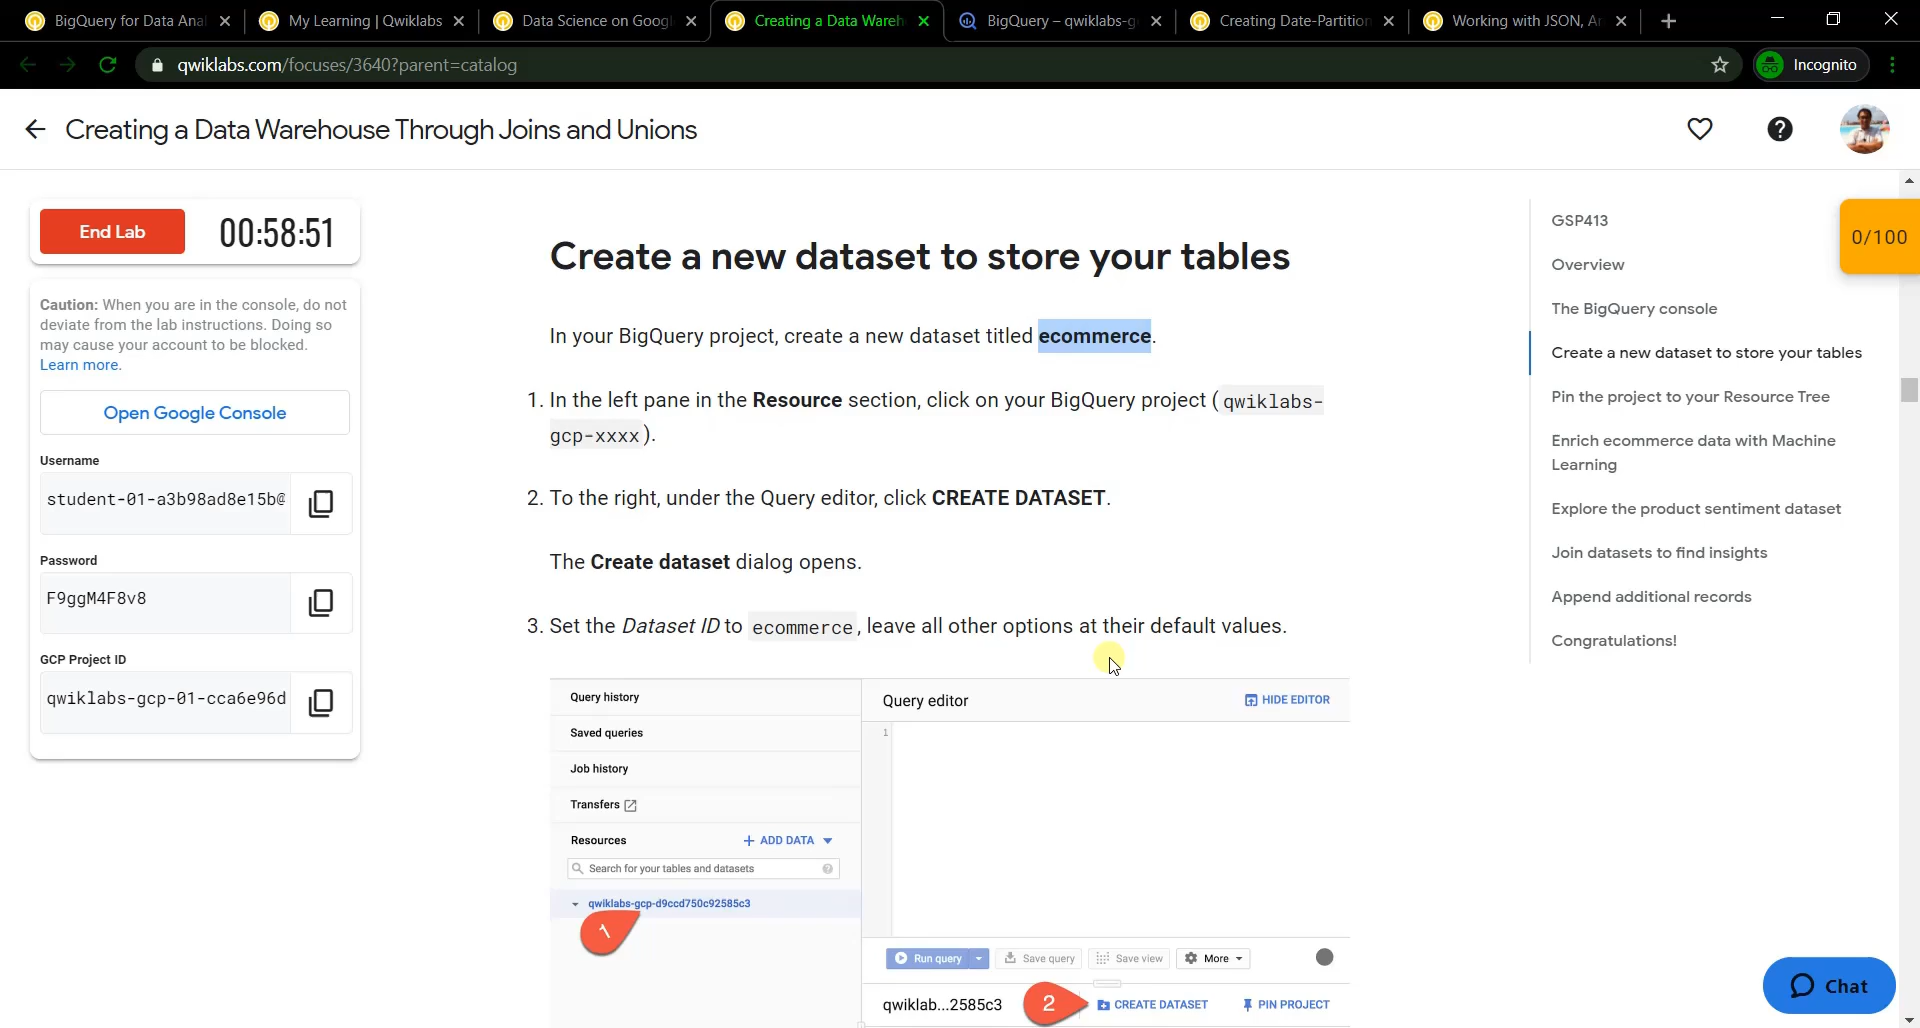 BigQuery for Data Anal
My Learning | Qwiklabs
Data Science on Googl
Creating a Data Wareh
BigQuery – qwiklabs-g
Creating Date-Partition
Working with JSON, Ar
qwiklabs.com/focuses/3640?parent=catalog
Incognito
Creating a Data Warehouse Through Joins and Unions
End Lab
00:58:51
Caution: When you are in the console, do not
deviate from the lab instructions. Doing so
may cause your account to be blocked.
Learn more.
Open Google Console
Username
student-01-a3b98ad8e15b@
Password
F9ggM4F8v8
GCP Project ID
qwiklabs-gcp-01-cca6e96d
Create a new dataset to store your tables
In your BigQuery project, create a new dataset titled ecommerce.
1. In the left pane in the Resource section, click on your BigQuery project ( qwiklabs-
gcp-xxxx ).
2. To the right, under the Query editor, click CREATE DATASET.
The Create dataset dialog opens.
3. Set the Dataset ID to ecommerce , leave all other options at their default values.
Query history
Saved queries
Job history
Transfers
Resources
ADD DATA
Search for your tables and datasets
qwiklabs-gcp-d9ccd750c92585c3
1
Query editor
HIDE EDITOR
1
Run query
Save query
Save view
More
qwiklab...2585c3
2
CREATE DATASET
PIN PROJECT
GSP413
Overview
The BigQuery console
Create a new dataset to store your tables
Pin the project to your Resource Tree
Enrich ecommerce data with Machine
Learning
Explore the product sentiment dataset
Join datasets to find insights
Append additional records
Congratulations!
0/100
Chat